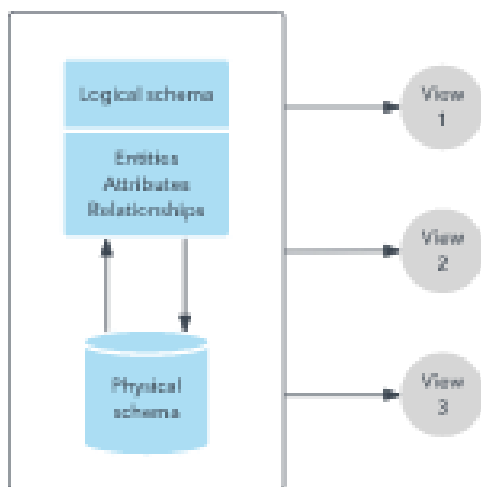 Logical schema
Entities
Attributes
Relationships
Physical
schema
View
1
View
2
View
3